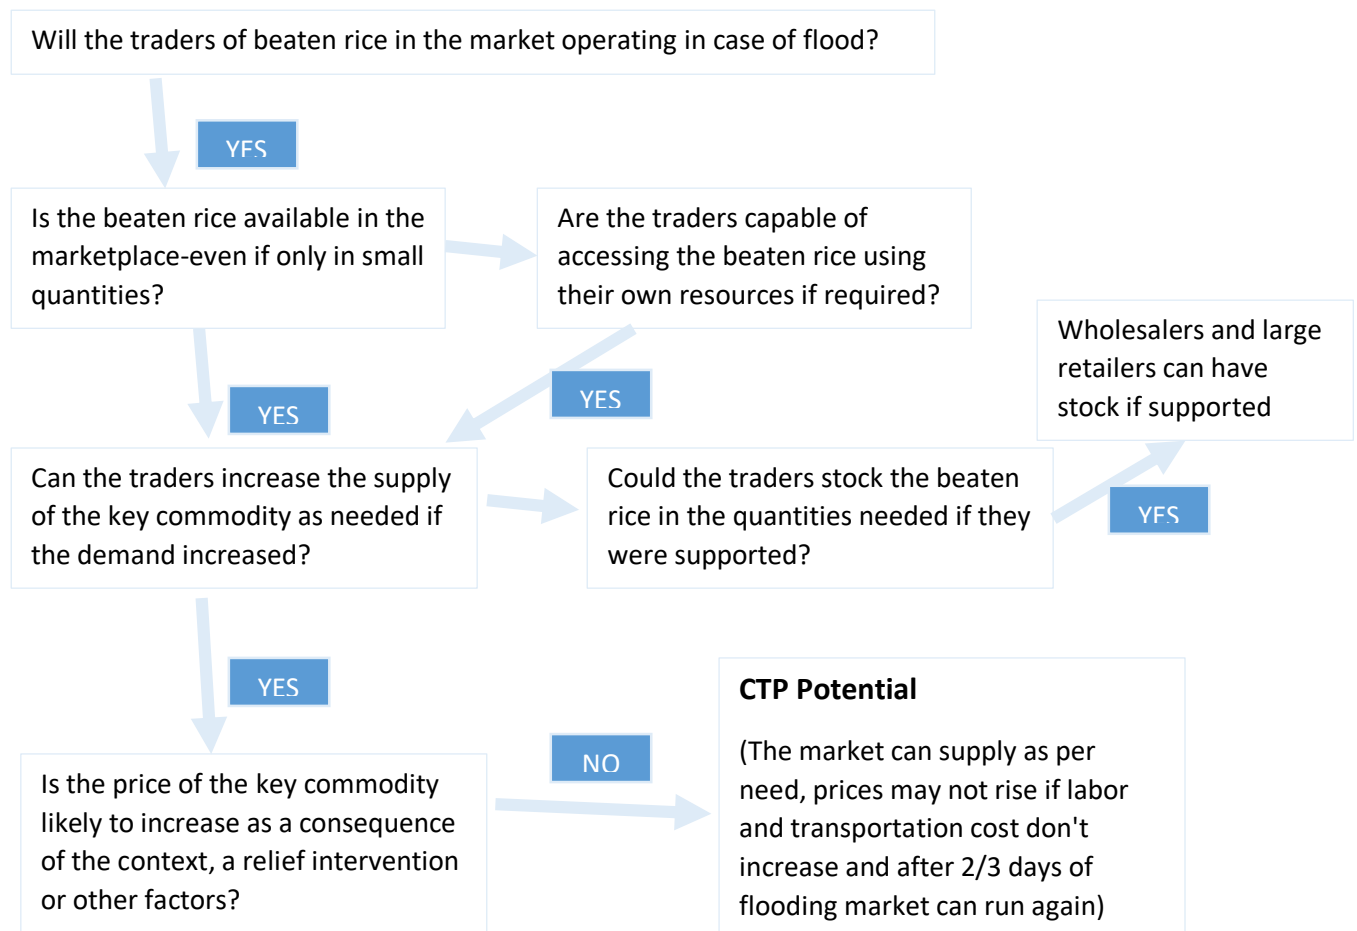 Will the traders of beaten rice in the market operating in case of flood?
YES
Is the beaten rice available in the
marketplace-even if only in small
quantities?
Are the traders capable of
accessing the beaten rice using
their own resources if required?
Wholesalers and large
retailers can have
stock if supported
YES
YES
Can the traders increase the supply
of the key commodity as needed if
the demand increased?
Could the traders stock the beaten
rice in the quantities needed if they
were supported?
YES
YES
CTP Potential
(The market can supply as per
need, prices may not rise if labor
and transportation cost don't
increase and after 2/3 days of
flooding market can run again)
NO
Is the price of the key commodity
likely to increase as a consequence
of the context, a relief intervention
or other factors?